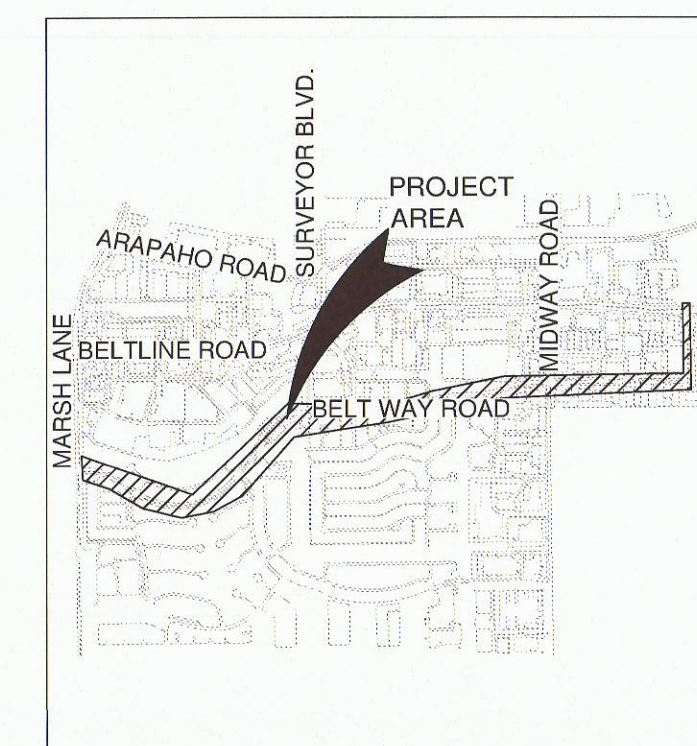 SURVEYOR BLVD.
PROJECT
AREA
ARAPAHO ROAD
MIDWAY ROAD
MARSH LANE
BELTLINE ROAD
BELT WAY ROAD